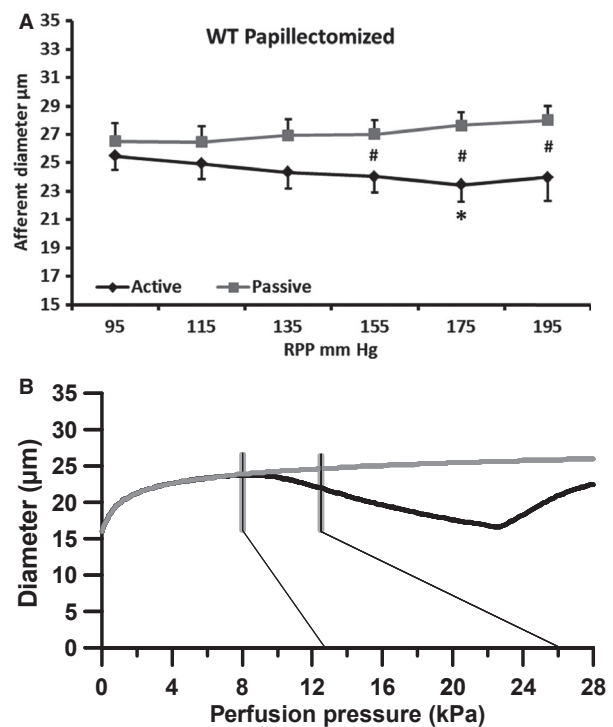 A
WT Papillectomized
Afferent diameter μm
35
33
31
29
27
25
23
21
19
17
15
# # #
*
Active Passive
95 115 135 155 175 195
RPP mm Hg
B
Diameter (μm)
35
30
25
20
15
10
5
0
0 4 8 12 16 20 24 28
Perfusion pressure (kPa)